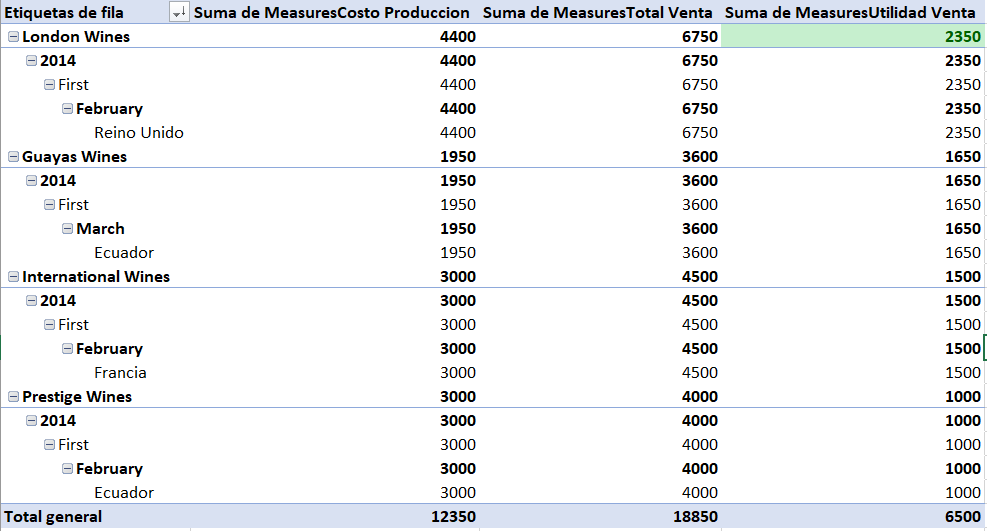 Etiquetas de fila Suma de MeasuresCosto Produccion Suma de MeasuresTotal Venta Suma de MeasuresUtilidad Venta
London Wines 4400 6750 2350
2014 4400 6750 2350
First 4400 6750 2350
February 4400 6750 2350
Reino Unido 4400 6750 2350
Guayas Wines 1950 3600 1650
2014 1950 3600 1650
First 1950 3600 1650
March 1950 3600 1650
Ecuador 1950 3600 1650
International Wines 3000 4500 1500
2014 3000 4500 1500
First 3000 4500 1500
February 3000 4500 1500
Francia 3000 4500 1500
Prestige Wines 3000 4000 1000
2014 3000 4000 1000
First 3000 4000 1000
February 3000 4000 1000
Ecuador 3000 4000 1000
Total general 12350 18850 6500